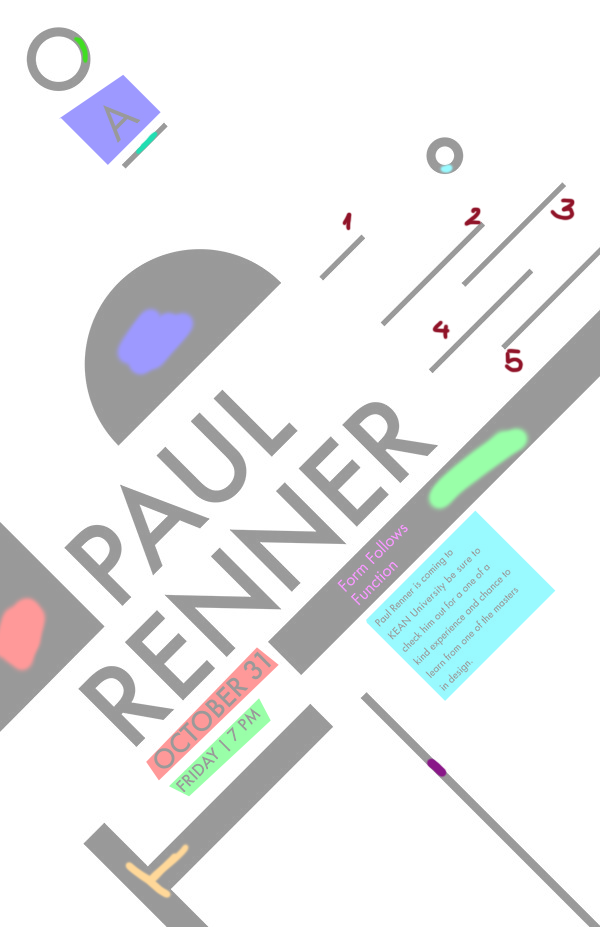 A
1
2
3
4
5
PAUL
RENNER
Form Follows
Function
Paul Renner is coming to
KEAN University be sure to
check him out for a one of a
kind experience and chance to
learn from one of the masters
in design.
OCTOBER 31
FRIDAY | 7 PM